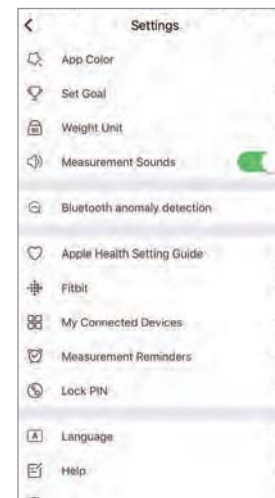 Settings
App Color
Set Goal
Weight Unit
Measurement Sounds
Bluetooth anomaly detection
Apple Health Setting Guide
Fitbit
My Connected Devices
Measurement Reminders
Lock PIN
Language
Help